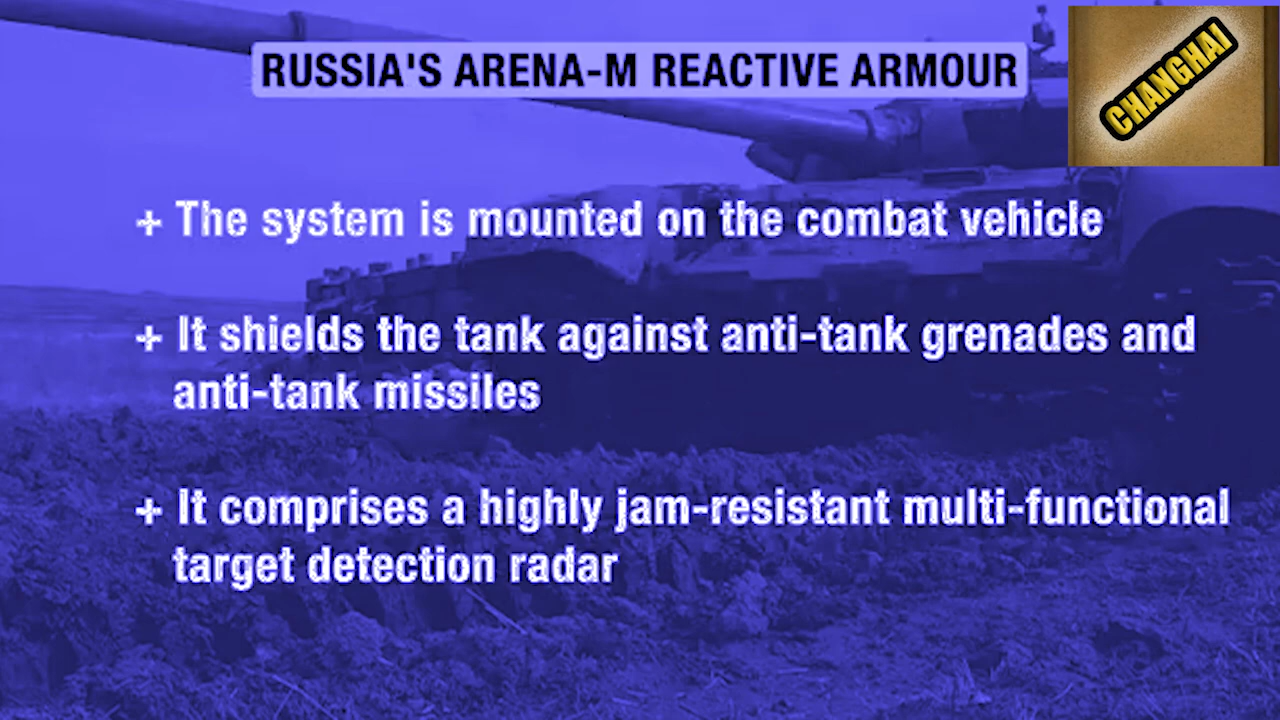 RUSSIA'S ARENA-M REACTIVE ARMOUR
CHANGHAI
+ The system is mounted on the combat vehicle
+ It shields the tank against anti-tank grenades and
anti-tank missiles
+ It comprises a highly jam-resistant multi-functional
target detection radar